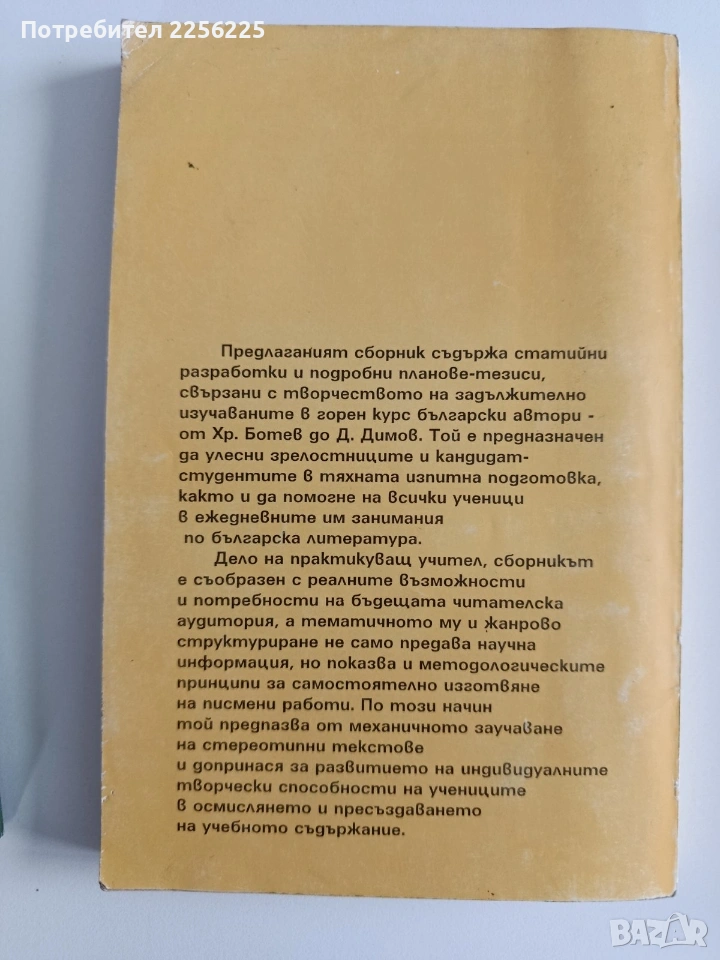 Потребител 2256225
Предлаганият сборник съдържа статийни
разработки и подробни планове-тезиси,
свързани с творчеството на задължително
изучаваните в горен курс български автори -
от Хр. Ботев до Д. Димов. Той е предназначен
да улесни зрелостниците и кандидат-
студентите в тяхната изпитна подготовка,
както и да помогне на всички ученици
в ежедневните им занимания
по българска литература.
Дело на практикуващ учител, сборникът
е съобразен с реалните възможности
и потребности на бъдещата читателска
аудитория, а тематичното му и жанрово
структуриране не само предава научна
информация, но показва и методологическите
принципи за самостоятелно изготвяне
на писмени работи. По този начин
той предпазва от механичното заучаване
на стереотипни текстове
и допринася за развитието на индивидуалните
творчески способности на учениците
в осмислянето и пресъздаването
на учебното съдържание.
BAZAR